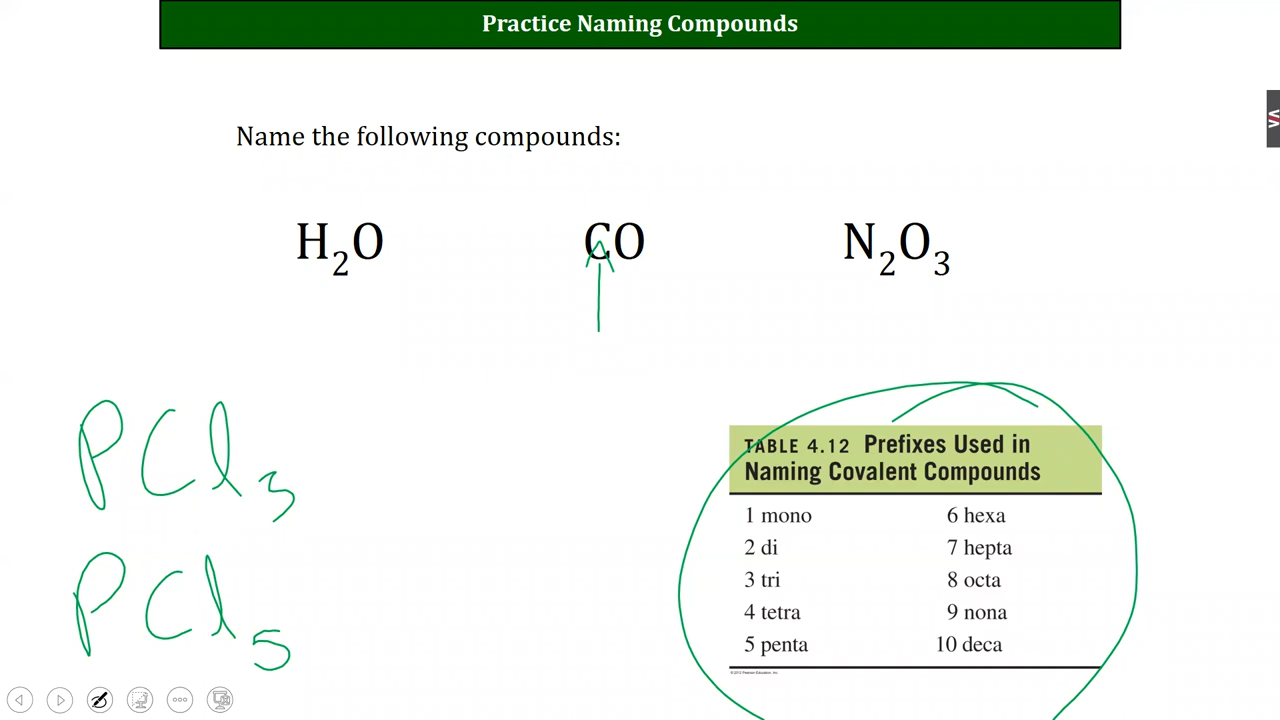 Practice Naming Compounds
Name the following compounds:
H₂O CO N₂O₃
PCl₃
PCl₅
TABLE 4.12 Prefixes Used in
Naming Covalent Compounds
1 mono 6 hexa
2 di 7 hepta
3 tri 8 octa
4 tetra 9 nona
5 penta 10 deca